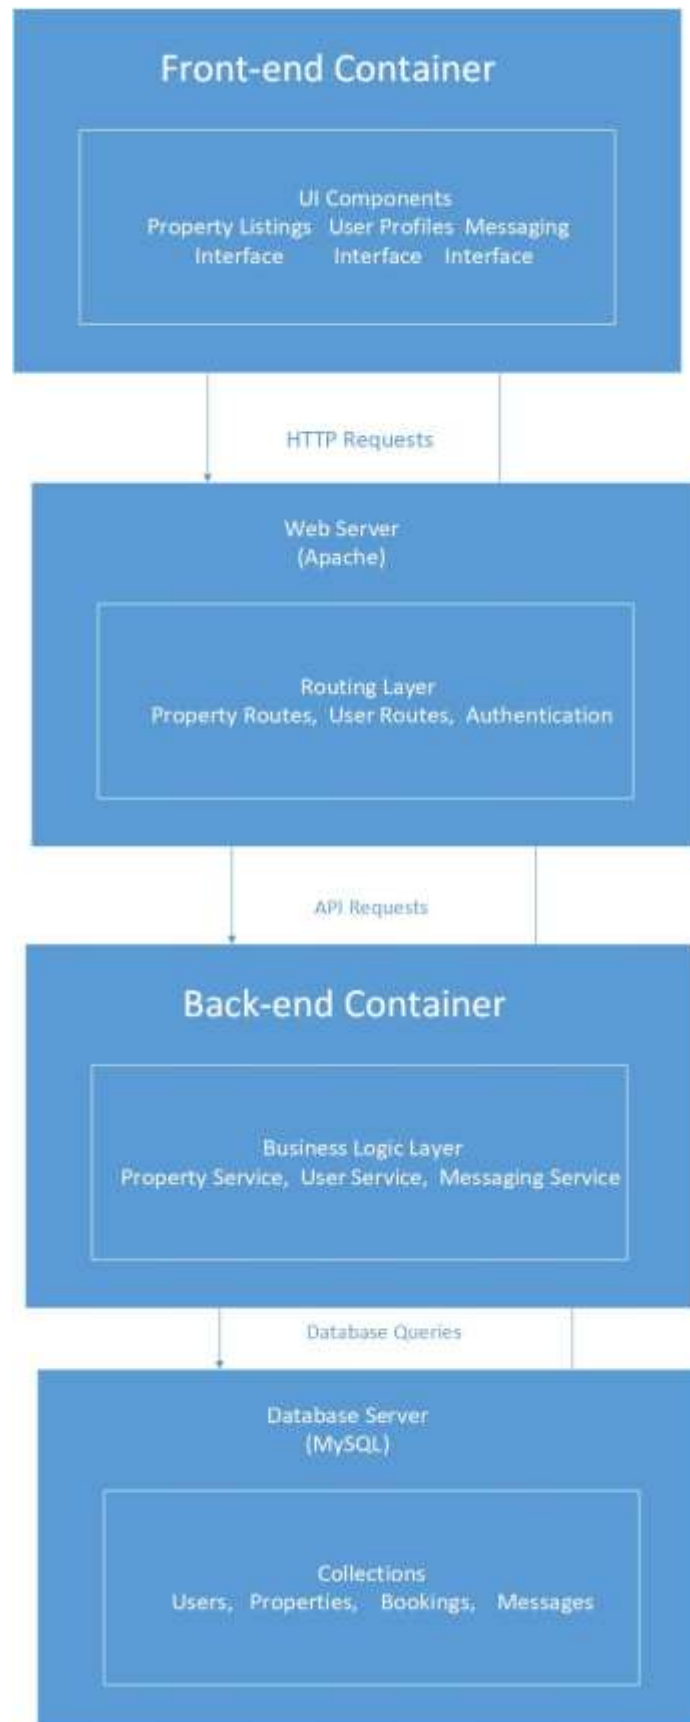 Front-end Container
UI Components
Property Listings User Profiles Messaging
Interface Interface Interface
HTTP Requests
Web Server
(Apache)
Routing Layer
Property Routes, User Routes, Authentication
API Requests
Back-end Container
Business Logic Layer
Property Service, User Service, Messaging Service
Database Queries
Database Server
(MySQL)
Collections
Users, Properties, Bookings, Messages